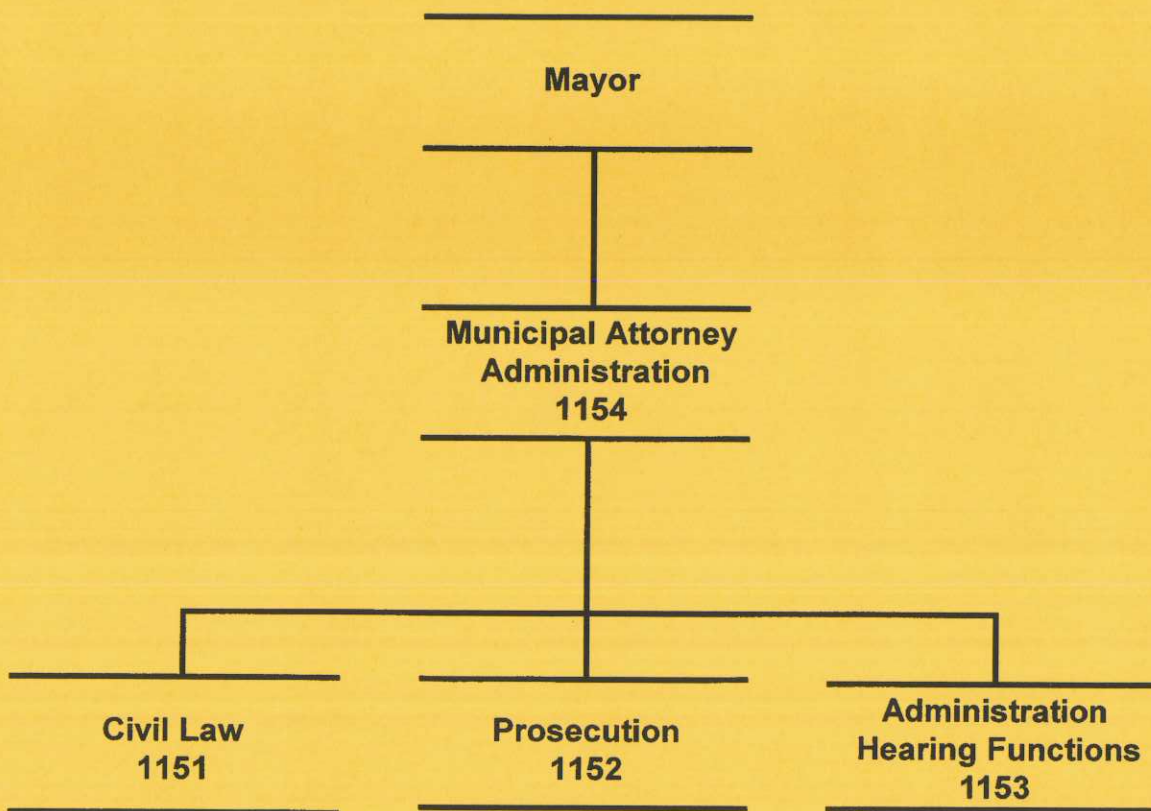 Mayor
Municipal Attorney
Administration
1154
Civil Law
1151
Prosecution
1152
Administration
Hearing Functions
1153